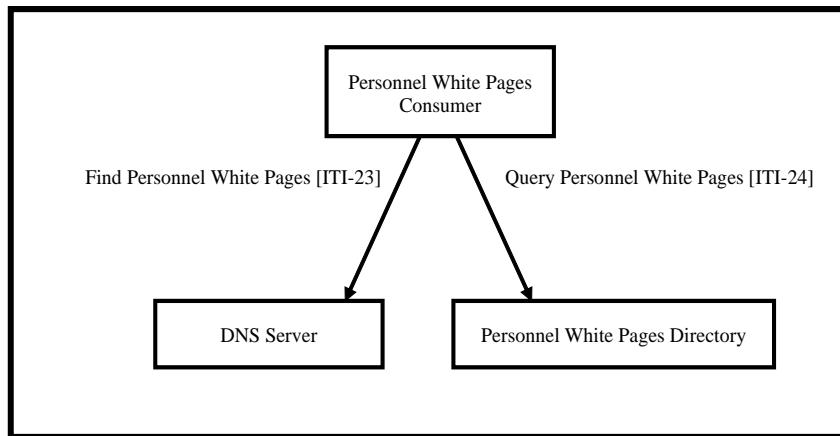 Personnel White Pages
Consumer
Find Personnel White Pages [ITI-23]
Query Personnel White Pages [ITI-24]
DNS Server
Personnel White Pages Directory